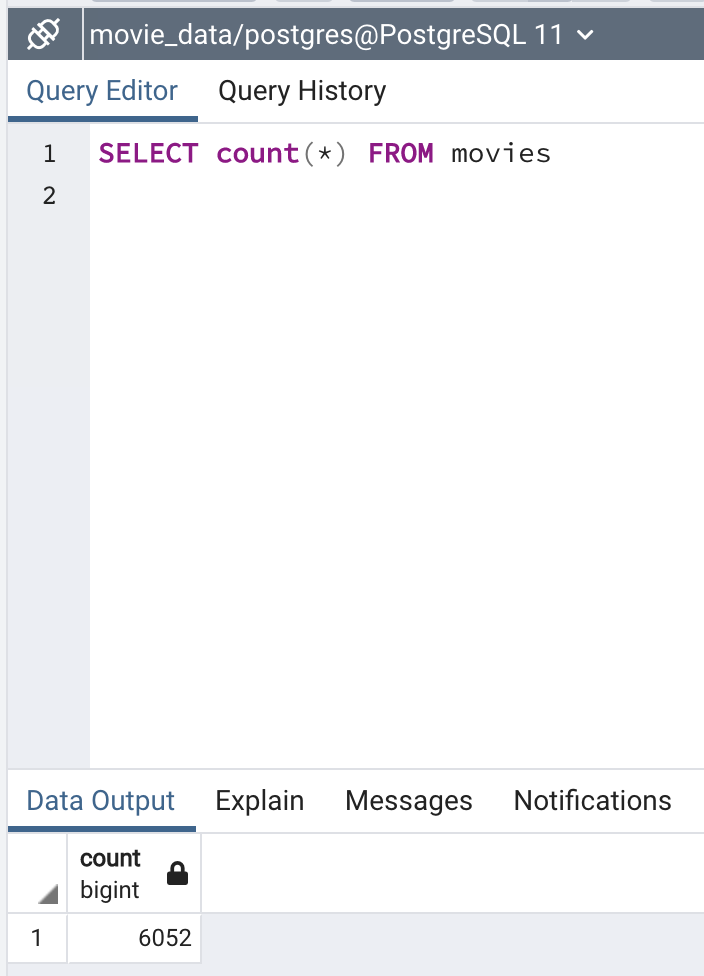 movie_data/postgres@PostgreSQL 11
Query Editor Query History
1 SELECT count(*) FROM movies
2
Data Output Explain Messages Notifications
count
bigint
1 6052